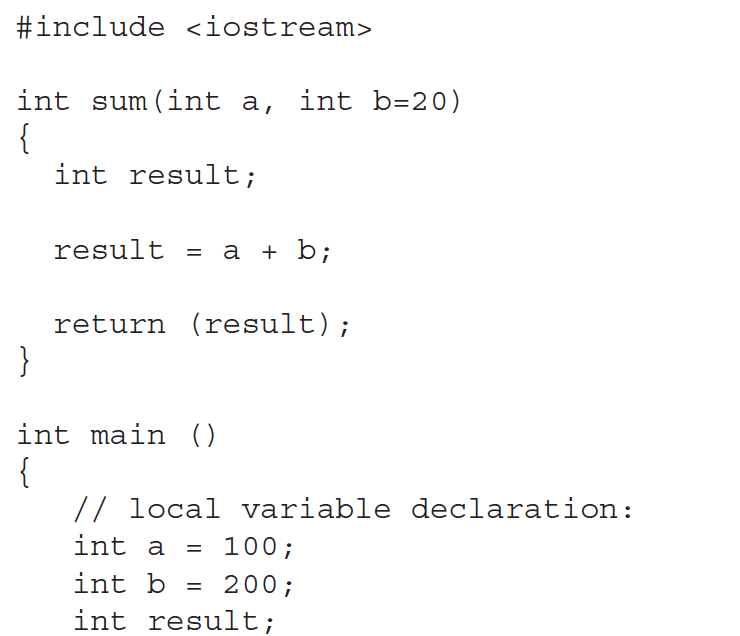 #include <iostream>
int sum(int a, int b=20)
{
int result;
result = a + b;
return (result);
}
int main ()
{
// local variable declaration:
int a = 100;
int b = 200;
int result;